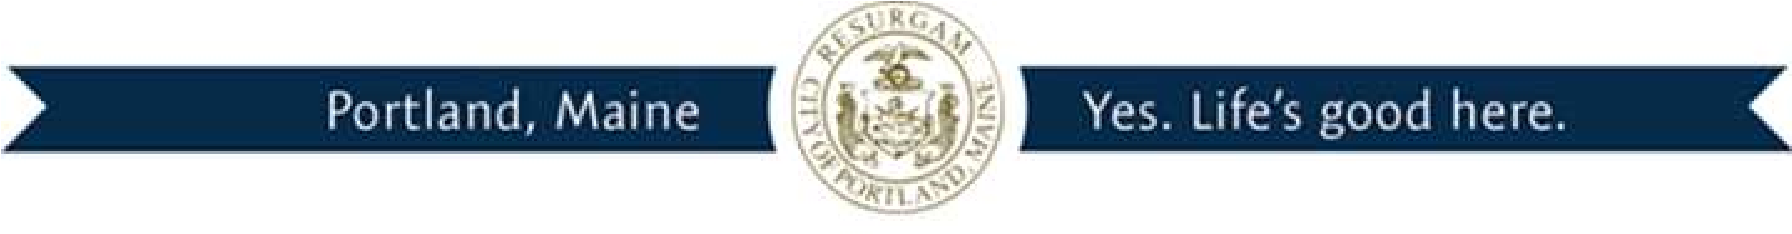 Portland, Maine
RESURGAM
CITY OF PORTLAND, MAINE
Yes. Life's good here.